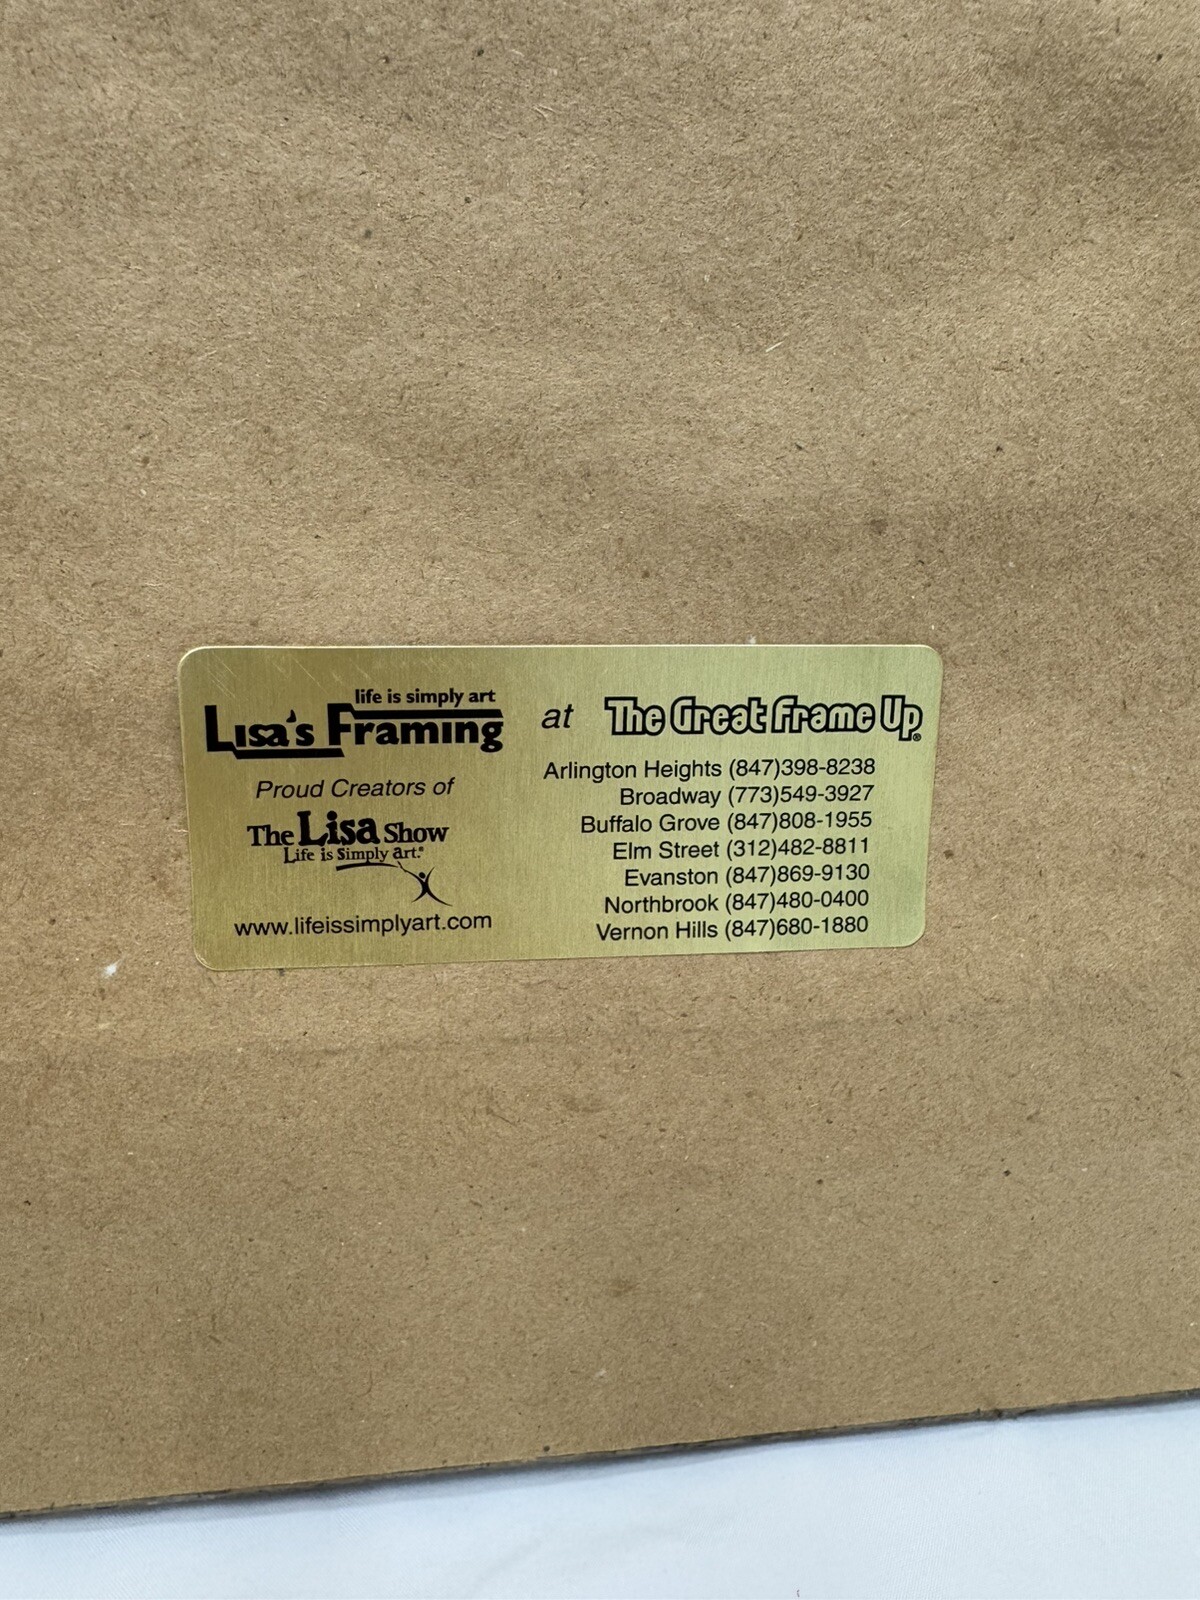 life is simply art
Lisa's Framing
Proud Creators of
The Lisa Show
Life is Simply Art.®
www.lifeissimplyart.com
at The Great Frame Up®
Arlington Heights (847)398-8238
Broadway (773)549-3927
Buffalo Grove (847)808-1955
Elm Street (312)482-8811
Evanston (847)869-9130
Northbrook (847)480-0400
Vernon Hills (847)680-1880